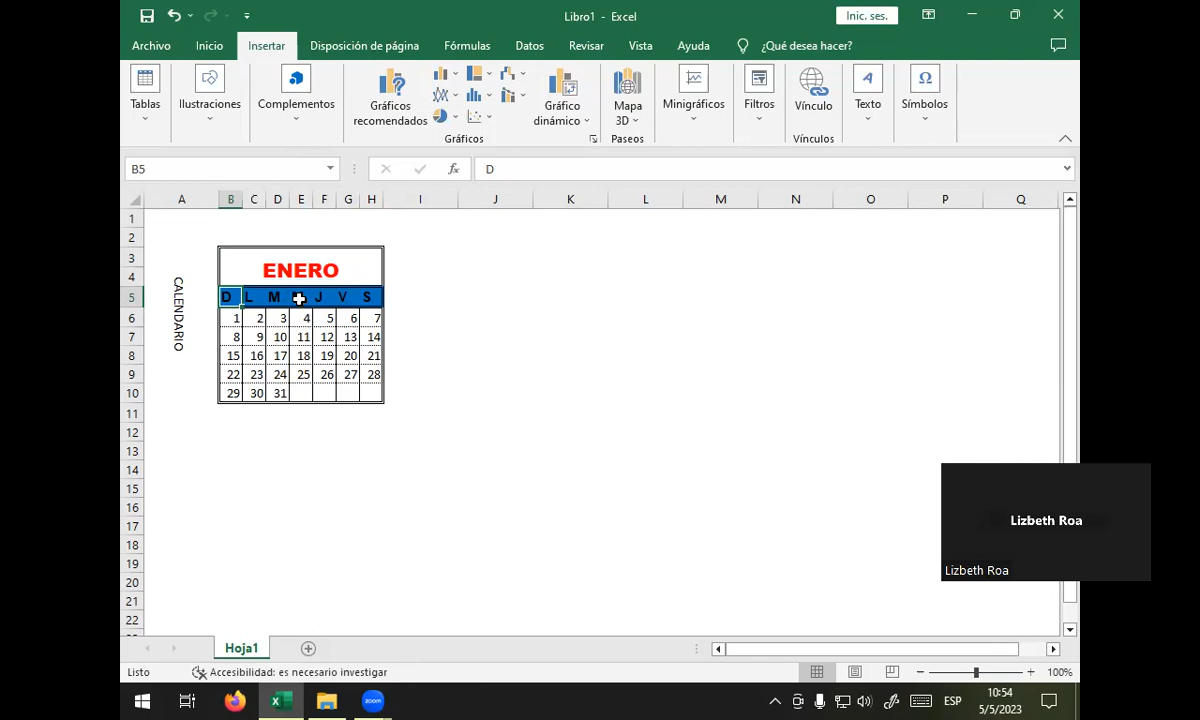 Libro1 - Excel
Inic. ses.
Archivo Inicio Insertar Disposición de página Fórmulas Datos Revisar Vista Ayuda ¿Qué desea hacer?
Tablas Ilustraciones Complementos Gráficos recomendados Gráfico dinámico Mapa 3D Minigráficos Filtros Vínculo Texto Símbolos
Gráficos Paseos Vínculos
B5 fx D
A B C D E F G H I J K L M N O P Q
1
2
3
4 ENERO
5 D L M J V S
CALENDARIO
6 1 2 3 4 5 6 7
7 8 9 10 11 12 13 14
8 15 16 17 18 19 20 21
9 22 23 24 25 26 27 28
10 29 30 31
11
12
13
14
15
16
17
18
19
20
21
22
Lizbeth Roa
Lizbeth Roa
Hoja1
Listo Accesibilidad: es necesario investigar 100%
zoom ESP 10:54
5/5/2023